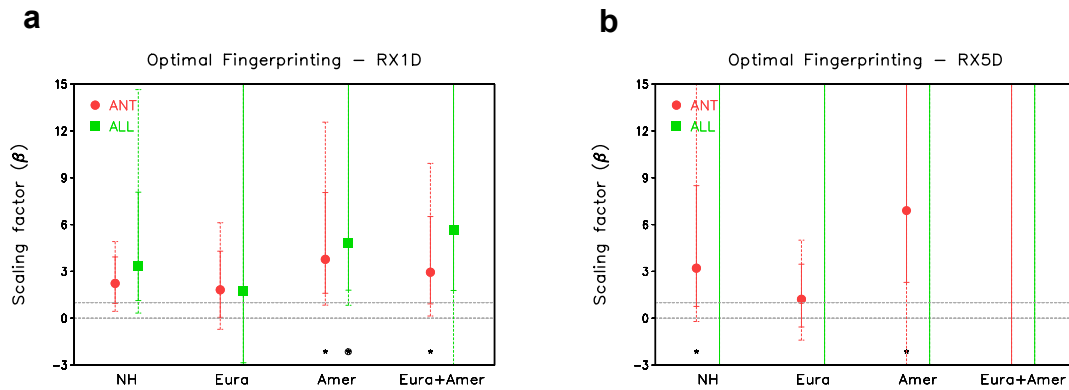 a
Optimal Fingerprinting – RX1D
Scaling factor (β)
15
12
9
6
3
0
-3
ANT
ALL
NH
Eura
Amer
Eura+Amer
b
Optimal Fingerprinting – RX5D
Scaling factor (β)
15
12
9
6
3
0
-3
ANT
ALL
NH
Eura
Amer
Eura+Amer